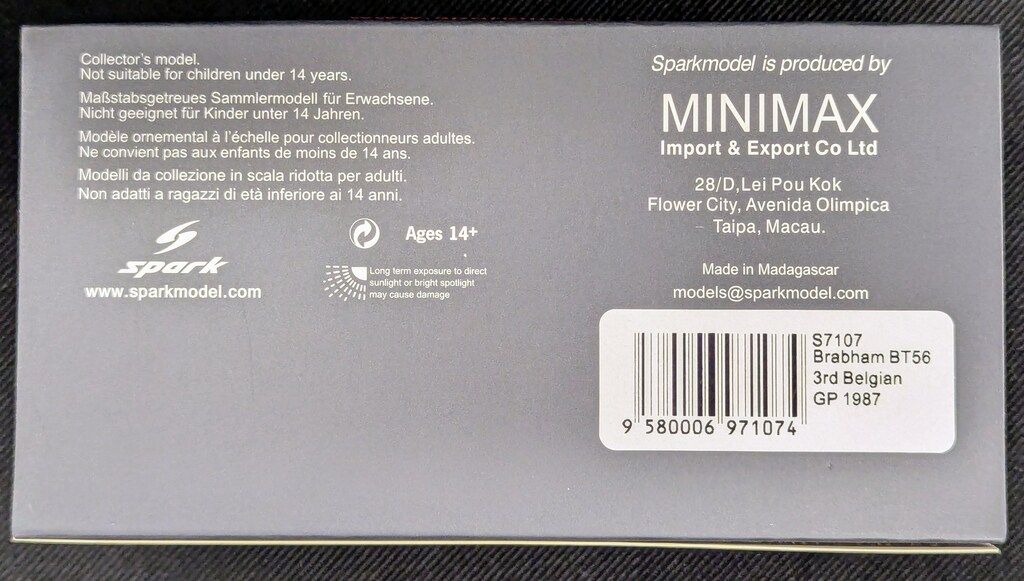 Collector's model.
Not suitable for children under 14 years.
Maßstabsgetreues Sammlermodell für Erwachsene.
Nicht geeignet für Kinder unter 14 Jahren.
Modèle ornemental à l'échelle pour collectionneurs adultes.
Ne convient pas aux enfants de moins de 14 ans.
Modelli da collezione in scala ridotta per adulti.
Non adatti a ragazzi di età inferiore ai 14 anni.
spark
www.sparkmodel.com
Ages 14+
Long term exposure to direct
sunlight or bright spotlight
may cause damage
Sparkmodel is produced by
MINIMAX
Import & Export Co Ltd
28/D,Lei Pou Kok
Flower City, Avenida Olimpica
Taipa, Macau.
Made in Madagascar
models@sparkmodel.com
S7107
Brabham BT56
3rd Belgian
GP 1987
9 580006 971074